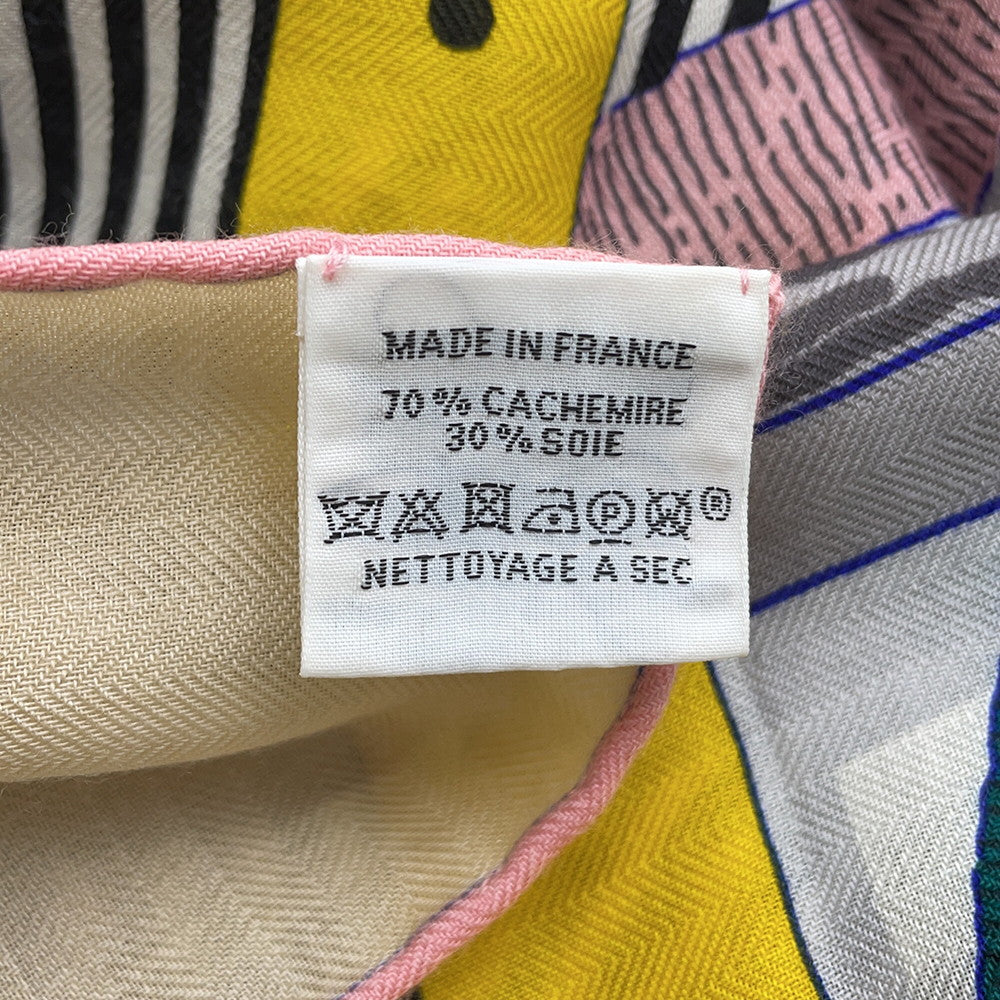 MADE IN FRANCE
70% CACHEMIRE
30% SOIE
P ®
NETTOYAGE A SEC